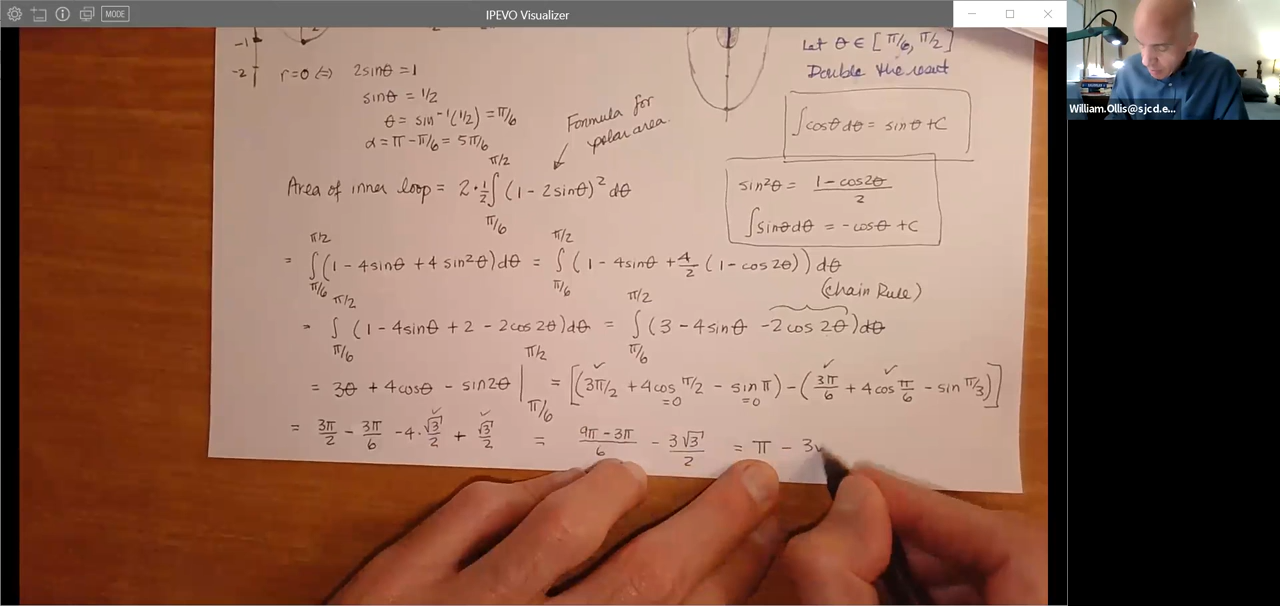 IPEVO Visualizer
MODE
William.Ollis@sjcd.e...
-1
-2
r=0 (=) 2sinθ = 1
sinθ = 1/2
θ = sin⁻¹(1/2) = π/6
α = π - π/6 = 5π/6
Formula for
polar area.
Let θ ∈ [π/6, π/2]
Double the result
∫cosθdθ = sinθ + C
sin²θ = (1-cos2θ)/2
∫sinθdθ = -cosθ + C
Area of inner loop = 2·1/2 ∫_{π/6}^{π/2} (1 - 2sinθ)² dθ
= ∫_{π/6}^{π/2} (1 - 4sinθ + 4sin²θ)dθ = ∫_{π/6}^{π/2} (1 - 4sinθ + 4/2 (1-cos2θ)) dθ
(Chain Rule)
= ∫_{π/6}^{π/2} (1 - 4sinθ + 2 - 2cos2θ)dθ = ∫_{π/6}^{π/2} (3 - 4sinθ - 2cos2θ)dθ
= 3θ + 4cosθ - sin2θ |_{π/6}^{π/2} = [(3π/2 + 4cos π/2 - sinπ) - (3π/6 + 4cos π/6 - sin π/3)]
=0 =0
= 3π/2 - 3π/6 - 4·√3/2 + √3/2 = (9π - 3π)/6 - 3√3/2 = π - 3